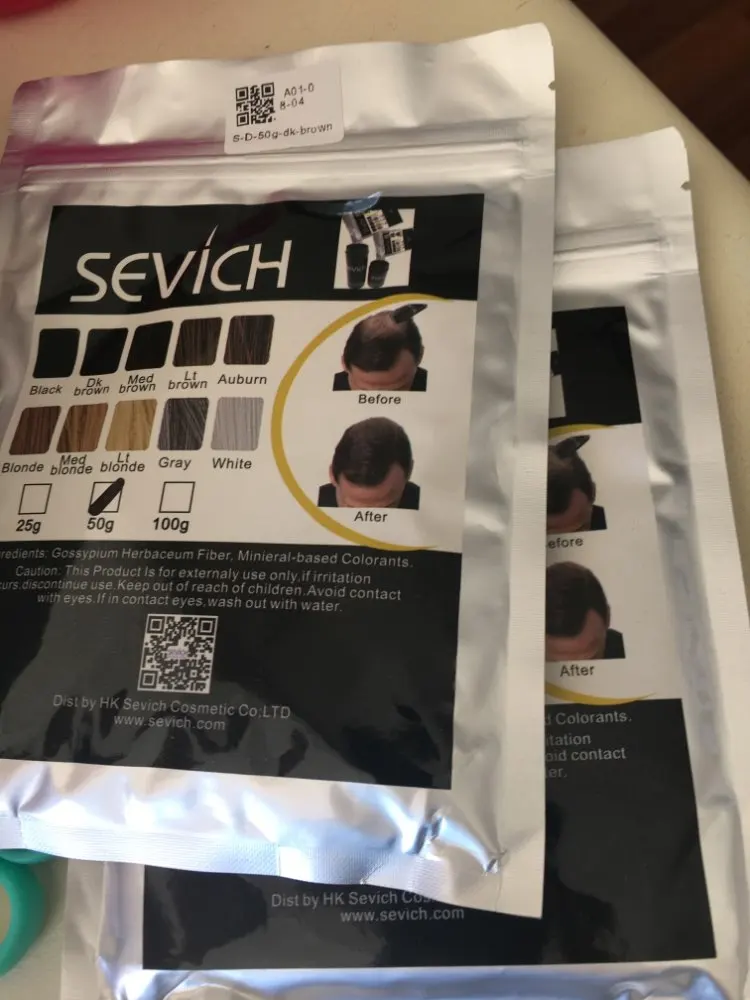 A01-0
8-04
S-D-50g-dk-brown
SEVICH
Black
Dk brown
Med brown
Lt brown
Auburn
Blonde
Med blonde
Lt blonde
Gray
White
25g
50g
100g
Before
After
redients: Gossypium Herbaceum Fiber, Minieral-based Colorants.
Caution. This Product Is for externaly use only,if irritation
curs.discontinue use.Keep out of reach of children.Avoid contact
with eyes.If in contact eyes,wash out with water.
Dist by HK Sevich Cosmetic Co;LTD
www.sevich.com
efore
After
d Colorants.
itation
oid contact
ter.
Dist by HK Sevich Cos
www.sevich.com